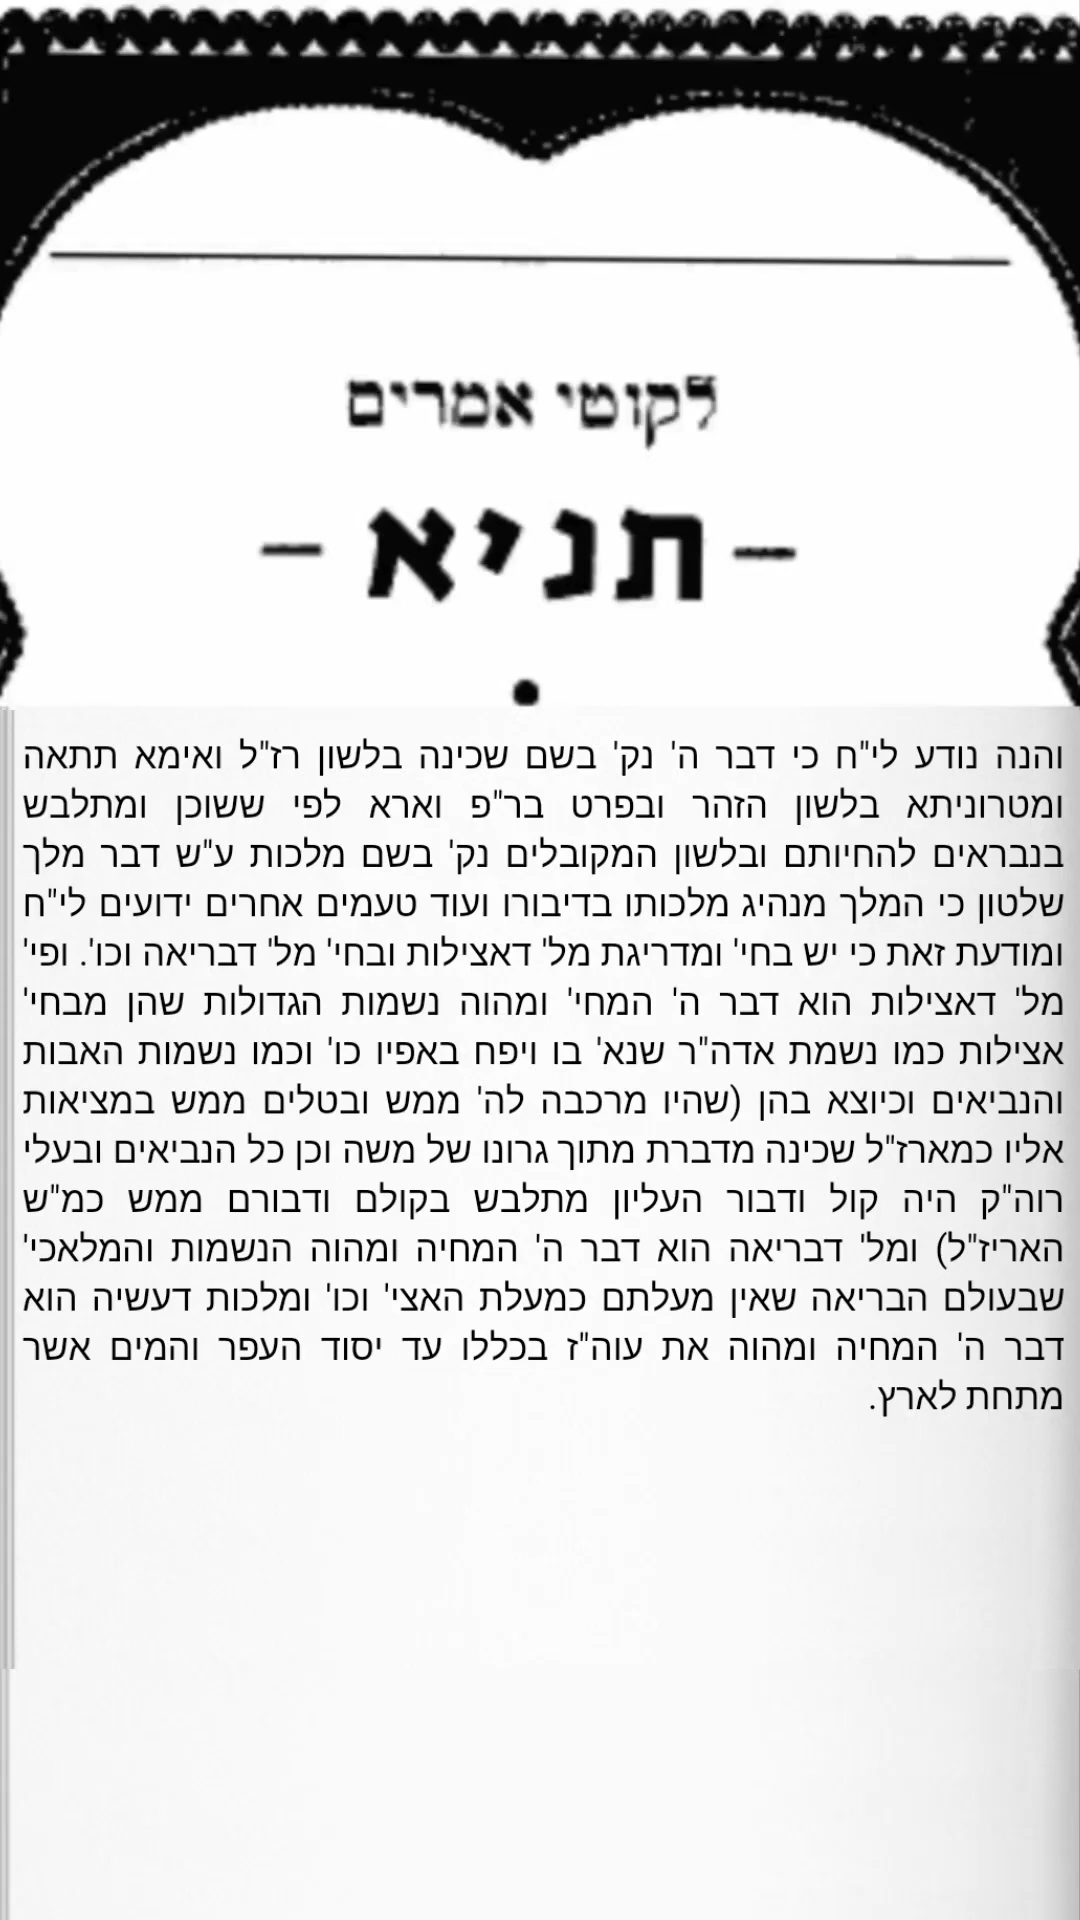 לקוטי אמרים
- תניא -
והנה נודע לי"ח כי דבר ה' נק' בשם שכינה בלשון רז"ל ואימא תתאה
ומטרוניתא בלשון הזהר ובפרט בר"פ וארא לפי ששוכן ומתלבש
בנבראים להחיותם ובלשון המקובלים נק' בשם מלכות ע"ש דבר מלך
שלטון כי המלך מנהיג מלכותו בדיבורו ועוד טעמים אחרים ידועים לי"ח
ומודעת זאת כי יש בחי' ומדריגת מל' דאצילות ובחי' מל' דבריאה וכו'. ופי'
מל' דאצילות הוא דבר ה' המחי' ומהוה נשמות הגדולות שהן מבחי'
אצילות כמו נשמת אדה"ר שנא' בו ויפח באפיו כו' וכמו נשמות האבות
והנביאים וכיוצא בהן (שהיו מרכבה לה' ממש ובטלים ממש במציאות
אליו כמארז"ל שכינה מדברת מתוך גרונו של משה וכן כל הנביאים ובעלי
רוה"ק היה קול ודבור העליון מתלבש בקולם ודבורם ממש כמ"ש
האריז"ל) ומל' דבריאה הוא דבר ה' המחיה ומהוה הנשמות והמלאכי'
שבעולם הבריאה שאין מעלתם כמעלת האצי' וכו' ומלכות דעשיה הוא
דבר ה' המחיה ומהוה את עוה"ז בכללו עד יסוד העפר והמים אשר
מתחת לארץ.